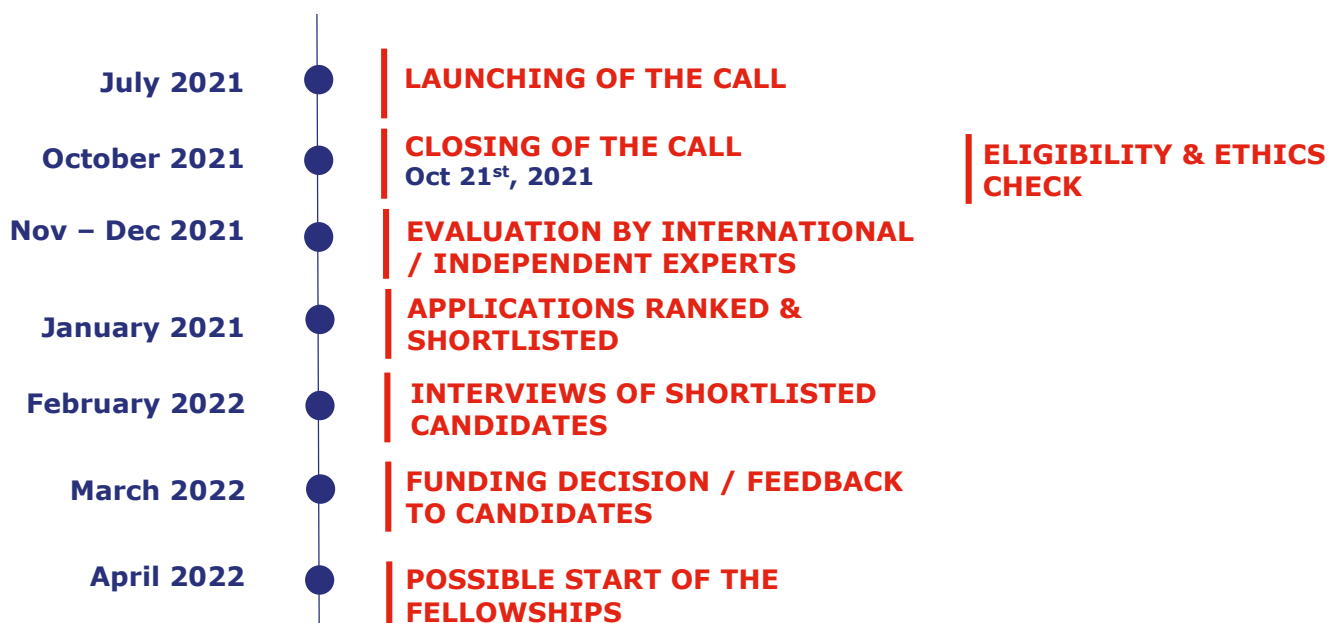 July 2021
LAUNCHING OF THE CALL
October 2021
CLOSING OF THE CALL
Oct 21st, 2021
ELIGIBILITY & ETHICS
CHECK
Nov – Dec 2021
EVALUATION BY INTERNATIONAL
/ INDEPENDENT EXPERTS
January 2021
APPLICATIONS RANKED &
SHORTLISTED
February 2022
INTERVIEWS OF SHORTLISTED
CANDIDATES
March 2022
FUNDING DECISION / FEEDBACK
TO CANDIDATES
April 2022
POSSIBLE START OF THE
FELLOWSHIPS